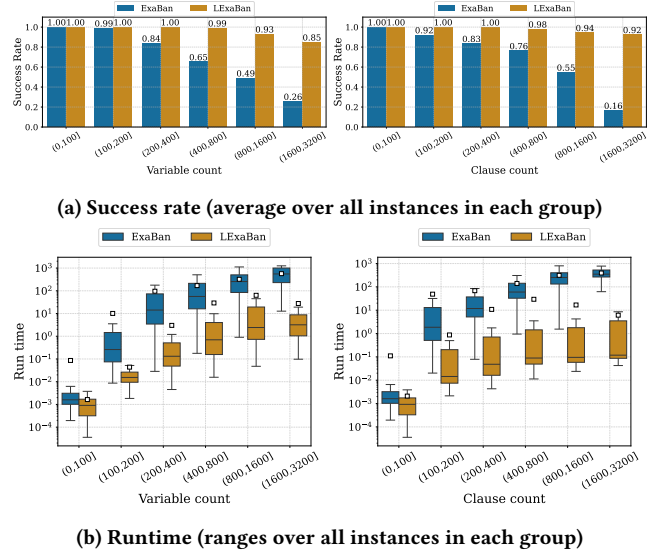 ExaBan LExaBan
ExaBan LExaBan
Success Rate
1.0
0.8
0.6
0.4
0.2
0.0
1.00 1.00 0.99 1.00 0.84 1.00 0.65 0.99 0.49 0.93 0.26 0.85
(0,100] (100,200] (200,400] (400,800] (800,1600] (1600,3200]
Variable count
Success Rate
1.0
0.8
0.6
0.4
0.2
0.0
1.00 1.00 0.92 1.00 0.83 1.00 0.76 0.98 0.55 0.94 0.16 0.92
(0,100] (100,200] (200,400] (400,800] (800,1600] (1600,3200]
Clause count
(a) Success rate (average over all instances in each group)
ExaBan LExaBan
ExaBan LExaBan
Run time
10³
10²
10¹
10⁰
10⁻¹
10⁻²
10⁻³
10⁻⁴
(0,100] (100,200] (200,400] (400,800] (800,1600] (1600,3200]
Variable count
Run time
10³
10²
10¹
10⁰
10⁻¹
10⁻²
10⁻³
10⁻⁴
(0,100] (100,200] (200,400] (400,800] (800,1600] (1600,3200]
Clause count
(b) Runtime (ranges over all instances in each group)